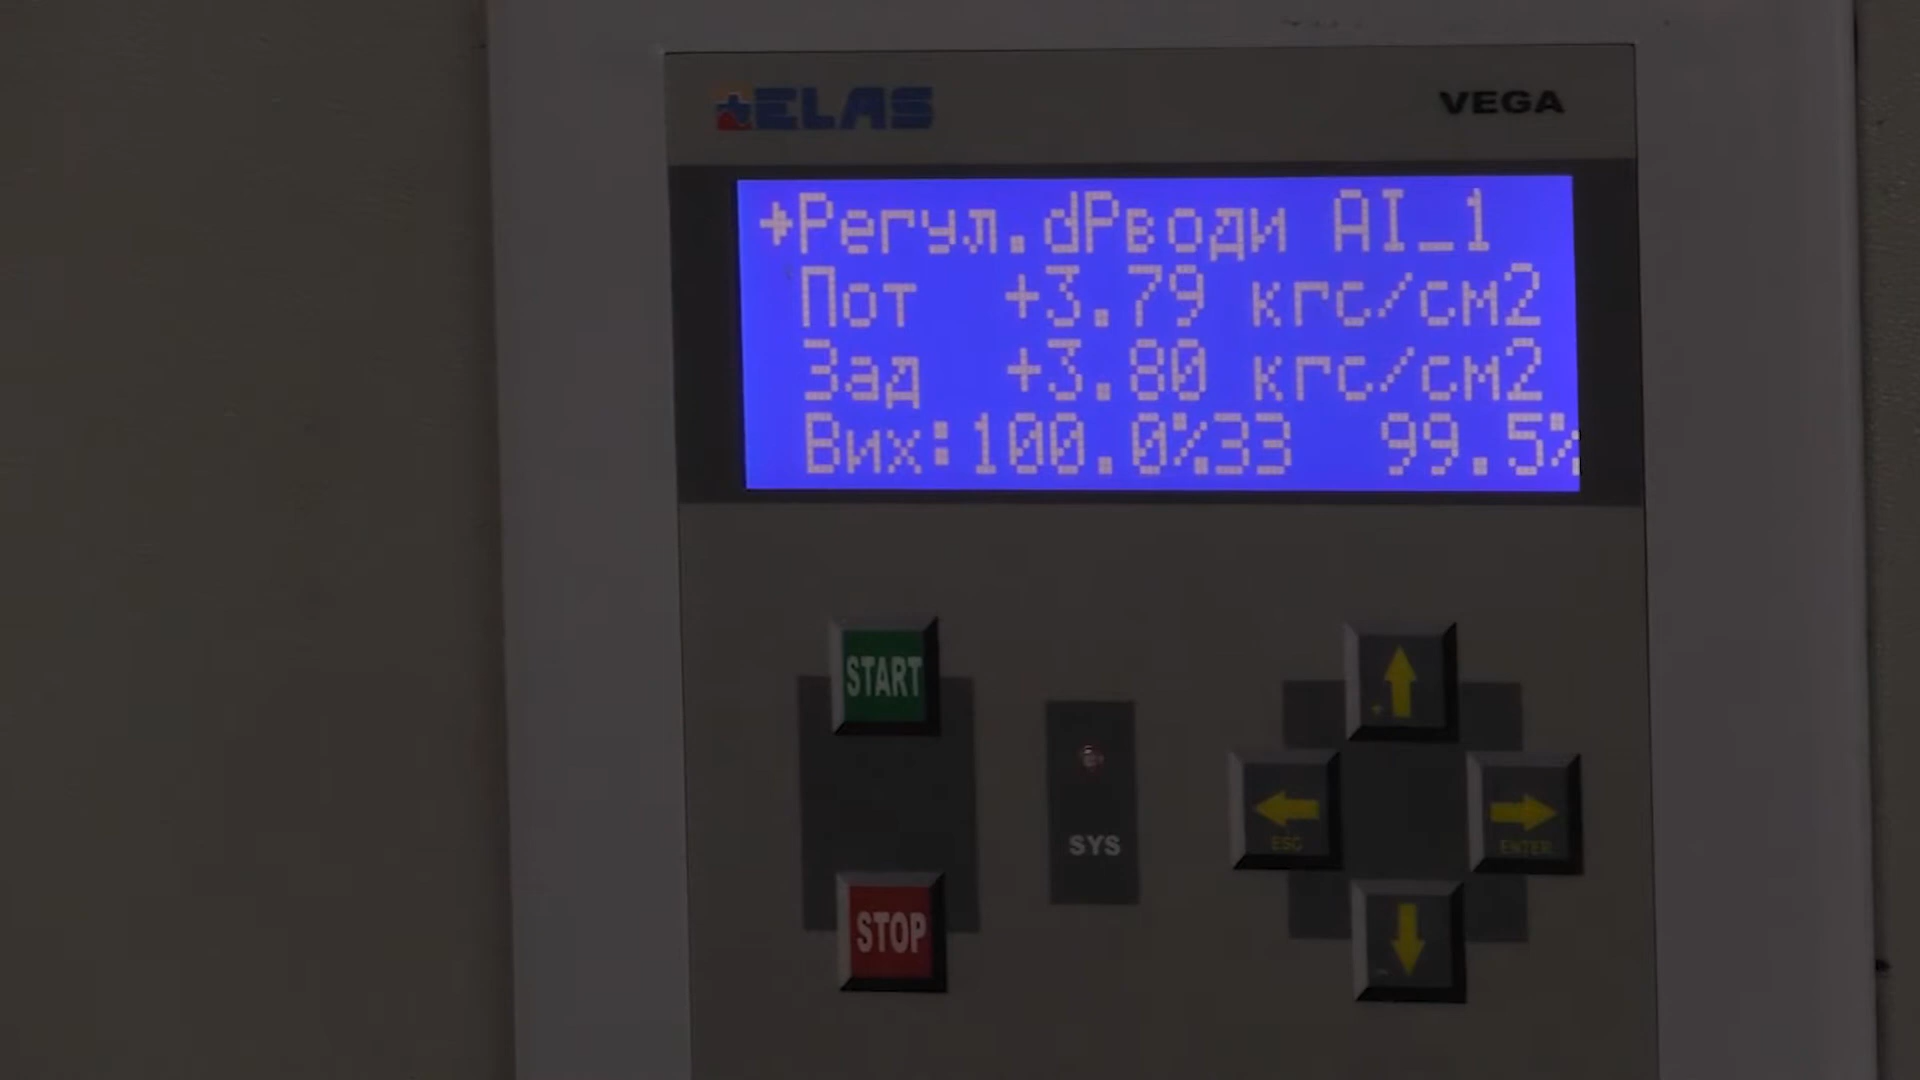 ELAS
VEGA
→Регул.dРводи AI_1
Пот +3.79 кгс/см2
Зад +3.80 кгс/см2
Вих:100.0%ЗЗ 99.5%
START
SYS
STOP
+
ESC
ENTER
-